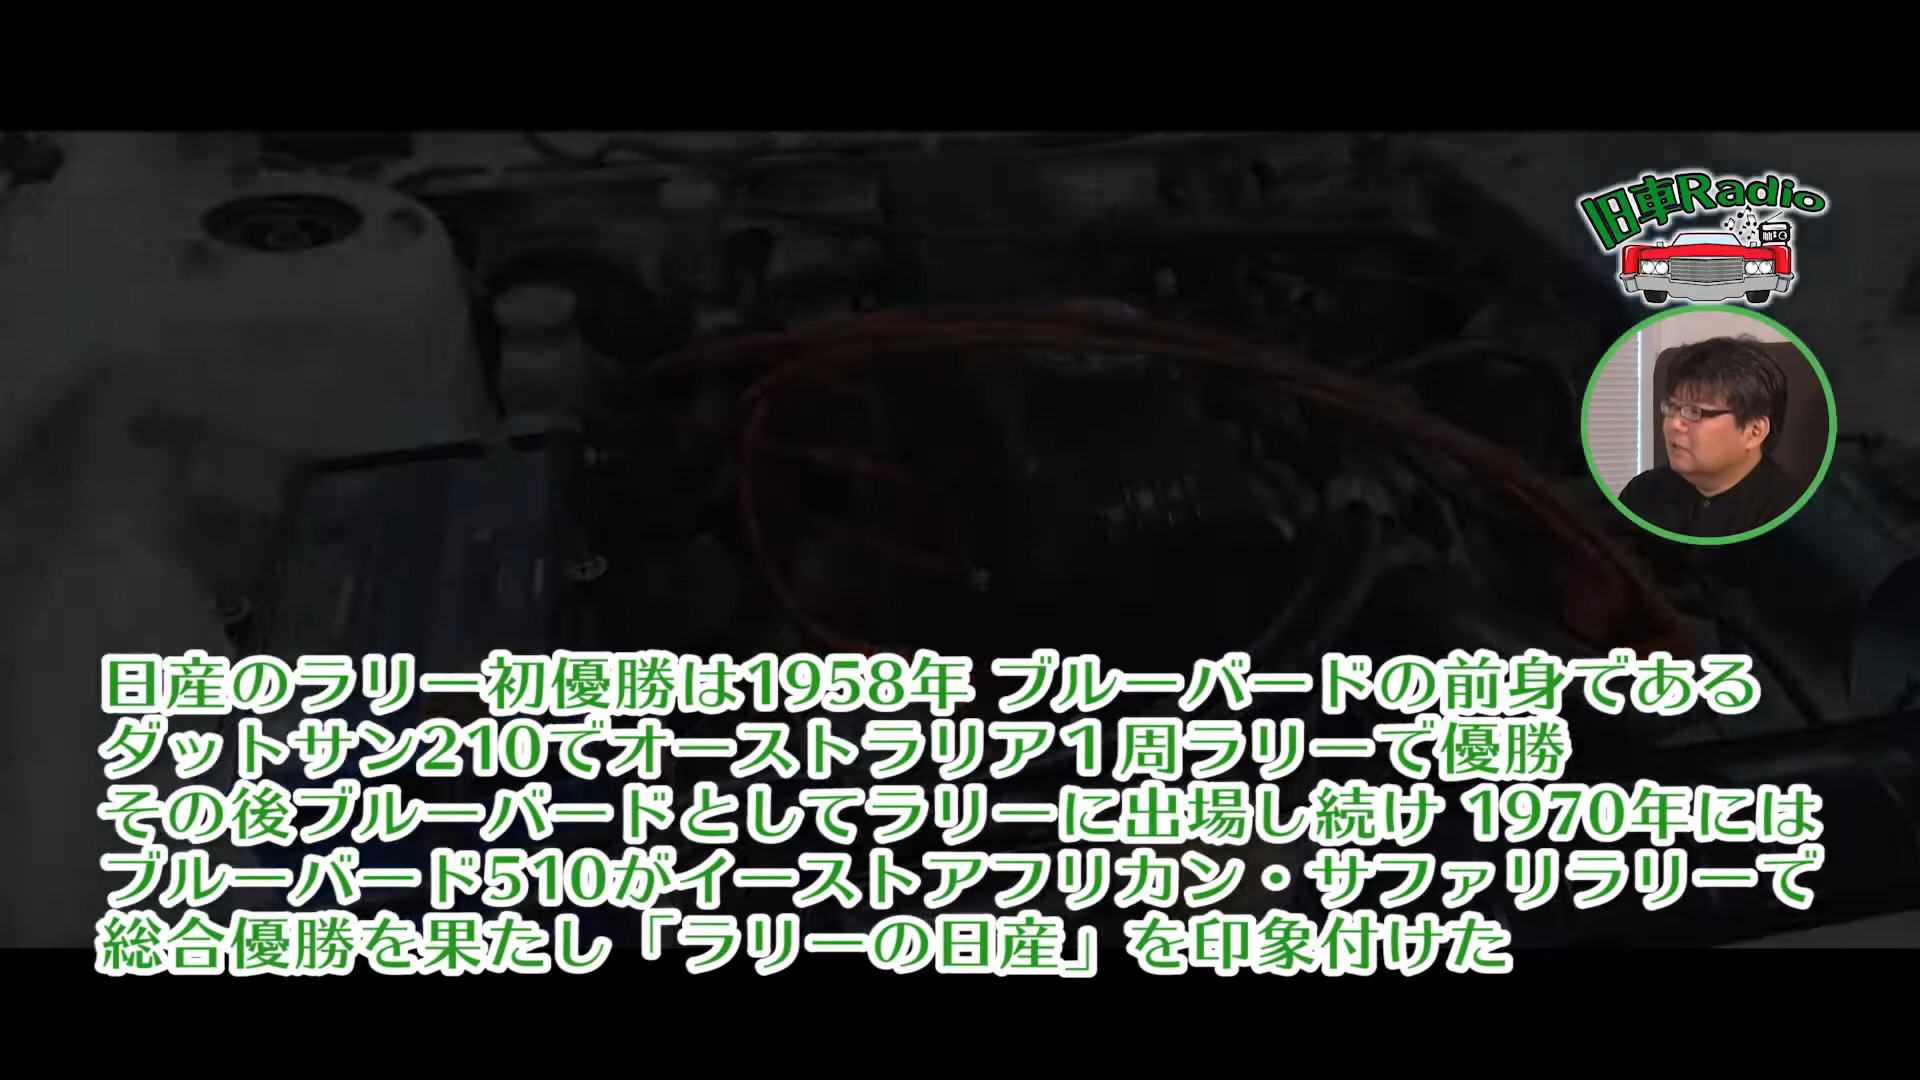 旧車Radio
日産のラリー初優勝は1958年 ブルーバードの前身である
ダットサン210でオーストラリア１周ラリーで優勝
その後ブルーバードとしてラリーに出場し続け 1970年には
ブルーバード510がイーストアフリカン・サファリラリーで
総合優勝を果たし「ラリーの日産」を印象付けた